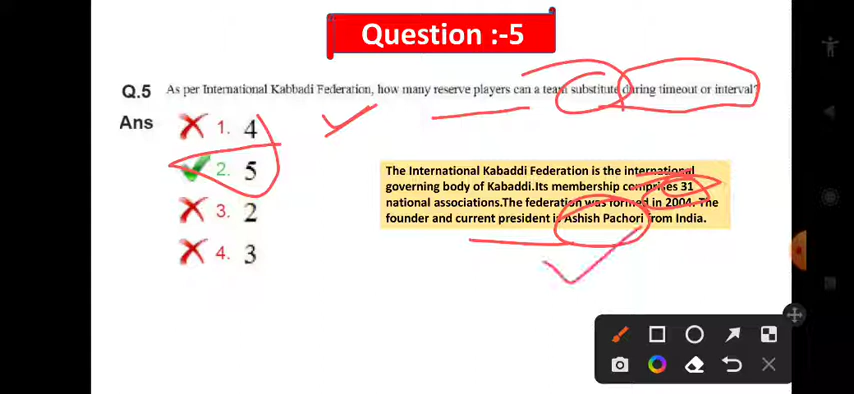 Question :-5
Q.5 As per International Kabbadi Federation, how many reserve players can a team substitute during timeout or interval?
Ans
1. 4
2. 5
3. 2
4. 3
The International Kabaddi Federation is the international
governing body of Kabaddi.Its membership comprises 31
national associations.The federation was formed in 2004. The
founder and current president is Ashish Pachori from India.